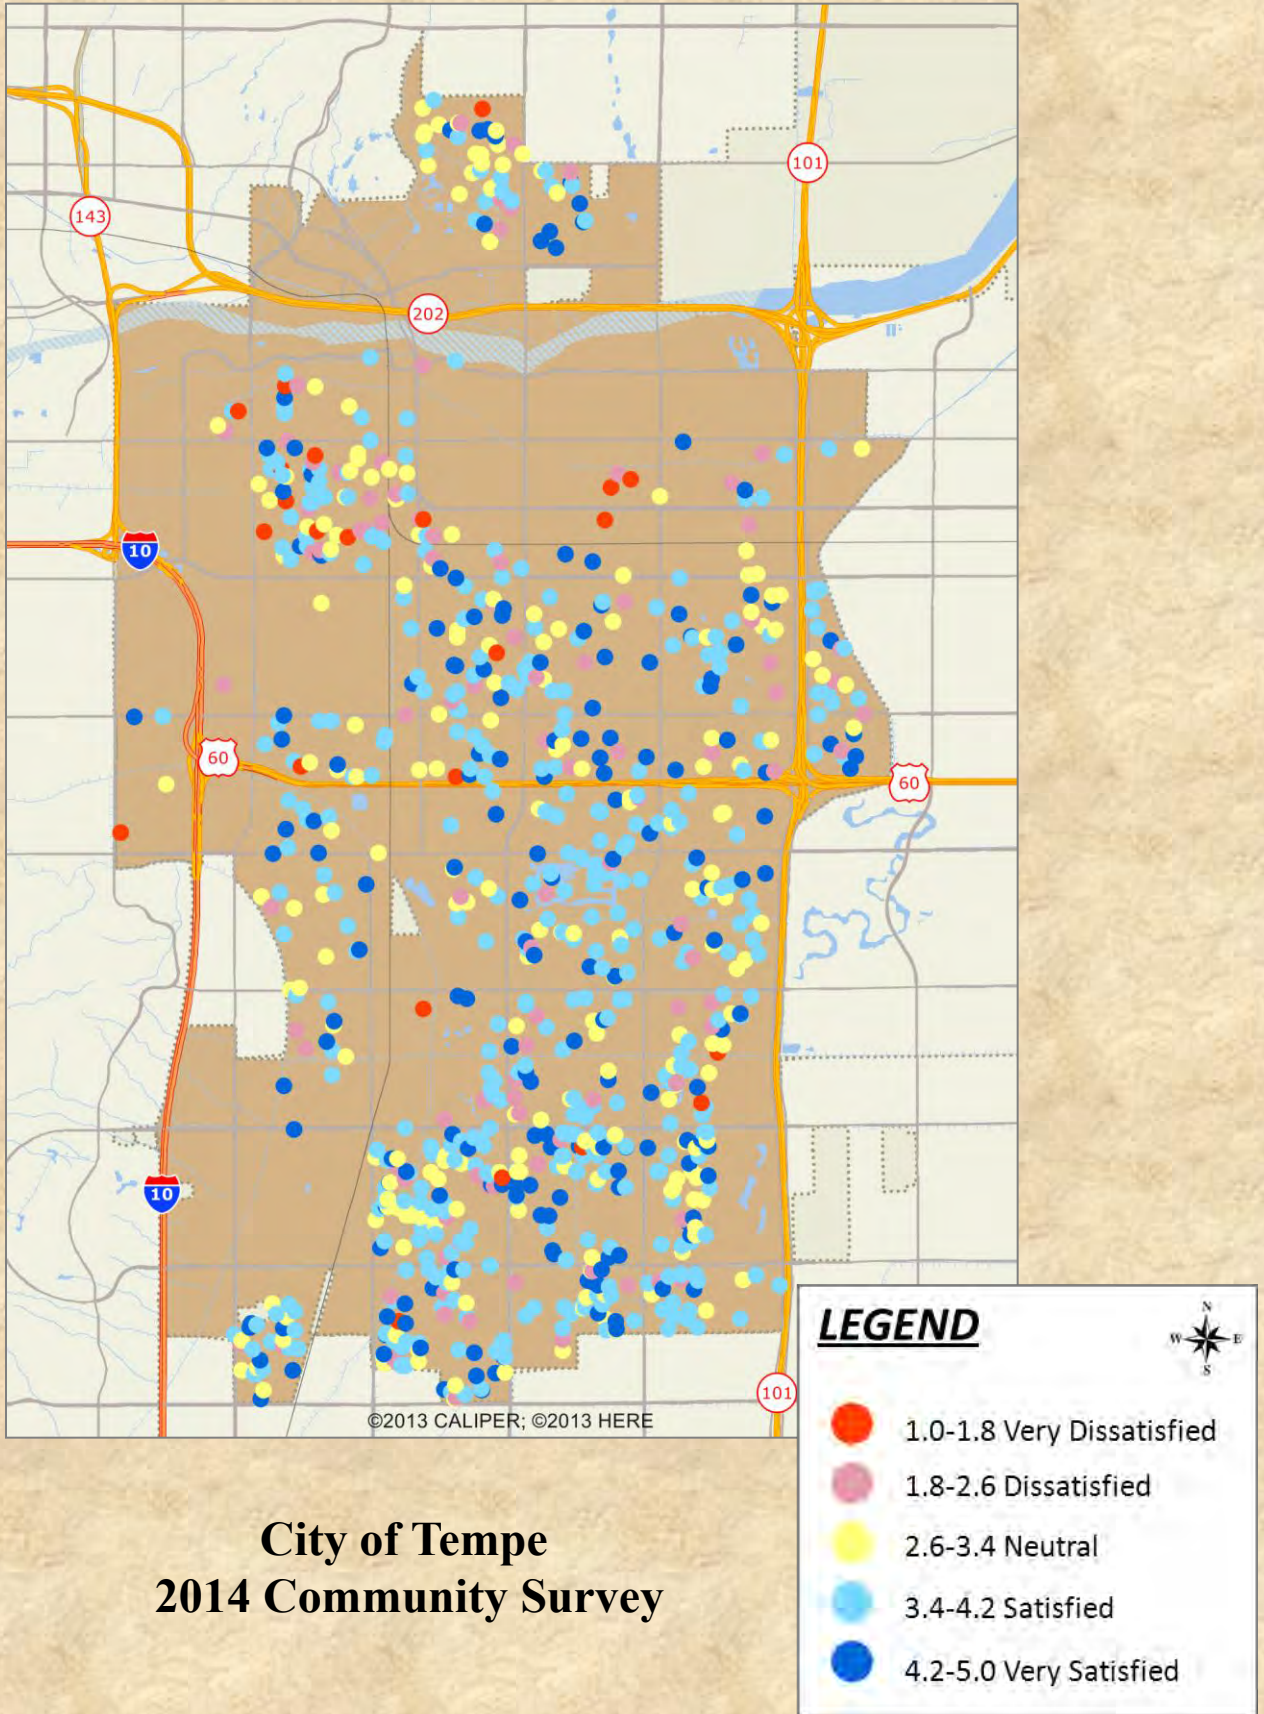 101
143
202
10
60
60
10
101
©2013 CALIPER; ©2013 HERE
LEGEND
N
W E
S
1.0-1.8 Very Dissatisfied
1.8-2.6 Dissatisfied
2.6-3.4 Neutral
3.4-4.2 Satisfied
4.2-5.0 Very Satisfied
City of Tempe
2014 Community Survey